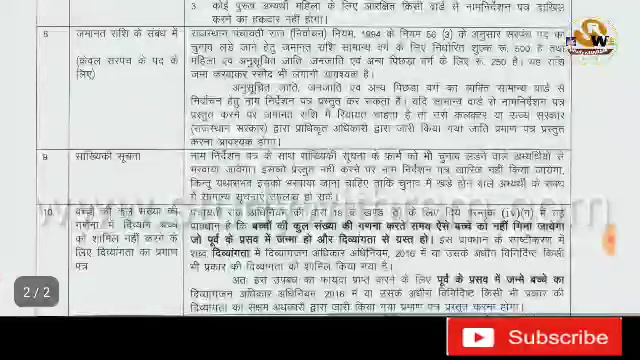 3. कोई पुरुष अभ्यर्थी महिला के लिए आरक्षित किसी वार्ड से नामनिर्देशन पत्र दाखिल
करने का हकदार नहीं होगा।
8 जमानत राशि के संबंध में
(केवल सरपंच पद के
लिए)
राजस्थान पंचायती राज (निर्वाचन) नियम, 1994 के नियम 56 (3) के अनुसार सरपंच पद का
चुनाव लडे जाने हेतु जमानत राशि सामान्य वर्ग के लिए निर्धारित शुल्क रू. 500 है तथा
महिला एवं अनुसूचित जाति जनजाति एवं अन्य पिछड़ा वर्ग के लिए रू. 250 है। यह राशि
जमा करवाकर रसीद भी लगानी आवश्यक है।
अनुसूचित जाति, जनजाति एवं अन्य पिछडा वर्ग का व्यक्ति सामान्य वार्ड से
निर्वाचन हेतु नाम निर्देशन पत्र प्रस्तुत कर सकता है। यदि सामान्य वार्ड से नामनिर्देशन पत्र
प्रस्तुत करने पर जमानत राशि में रियायत चाहता है तो उसे कलक्टर या राज्य सरकार
(राजस्थान सरकार) द्वारा प्राधिकृत अधिकारी द्वारा जारी किया गया जाति प्रमाण पत्र प्रस्तुत
करना आवश्यक होगा।
9 सांख्यिकी सूचना
नाम निर्देशन पत्र के साथ सांख्यिकी सूचना के फार्म को भी चुनाव लडने वाले अभ्यर्थियों से
भरवाया जावेगा। इसको प्रस्तुत नहीं करने पर नाम निर्देशन पत्र खारिज नहीं किया जायेगा,
किन्तु यथासंभव इसको भरवाया जाना चाहिए ताकि चुनाव में खडे होने वाले अभ्यर्थी के संबंध
में सामान्य सूचनाएं उपलब्ध हो सके।
10. बच्चों की कुल संख्या की
गणना में दिव्यांग बच्चे
को शामिल नहीं करने के
लिए दिव्यांगता का प्रमाण
पत्र
पंचायती राज अधिनियम की धारा 19 के खण्ड के लिए दिये परन्तुक (iv)(ग) में यह
प्रावधान है कि बच्चों की कुल संख्या की गणना करते समय ऐसे बच्चे को नहीं गिना जायेगा
जो पूर्व के प्रसव में जन्मा हो और दिव्यांगता से ग्रस्त हो। इस प्रावधान के स्पष्टीकरण में
शब्द दिव्यांगता में दिव्यांगजन अधिकार अधिनियम, 2016 में या उसके अधीन विनिर्दिष्ट किसी
भी प्रकार की दिव्यांगता को शामिल किया गया है।
अतः इस उपबंध का फायदा प्राप्त करने के लिए पूर्व के प्रसव में जन्मे बच्चे का
दिव्यांगजन अधिकार अधिनियम, 2016 में या उसके अधीन विनिर्दिष्ट किसी भी प्रकार की
दिव्यांगता का सक्षम अधिकारी द्वारा जारी किया गया प्रमाण पत्र प्रस्तुत करना होगा।
2 / 2
Subscribe